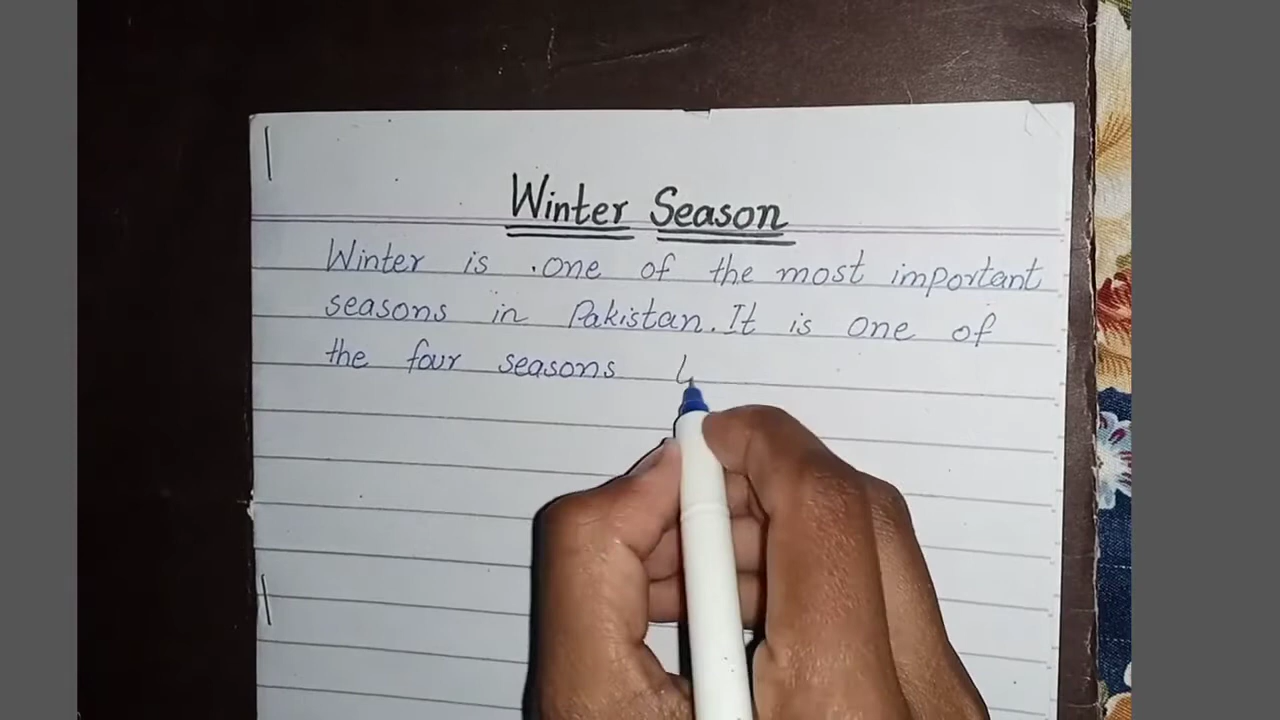 Winter Season
Winter is .one of the most important
seasons in Pakistan. It is one of
the four seasons